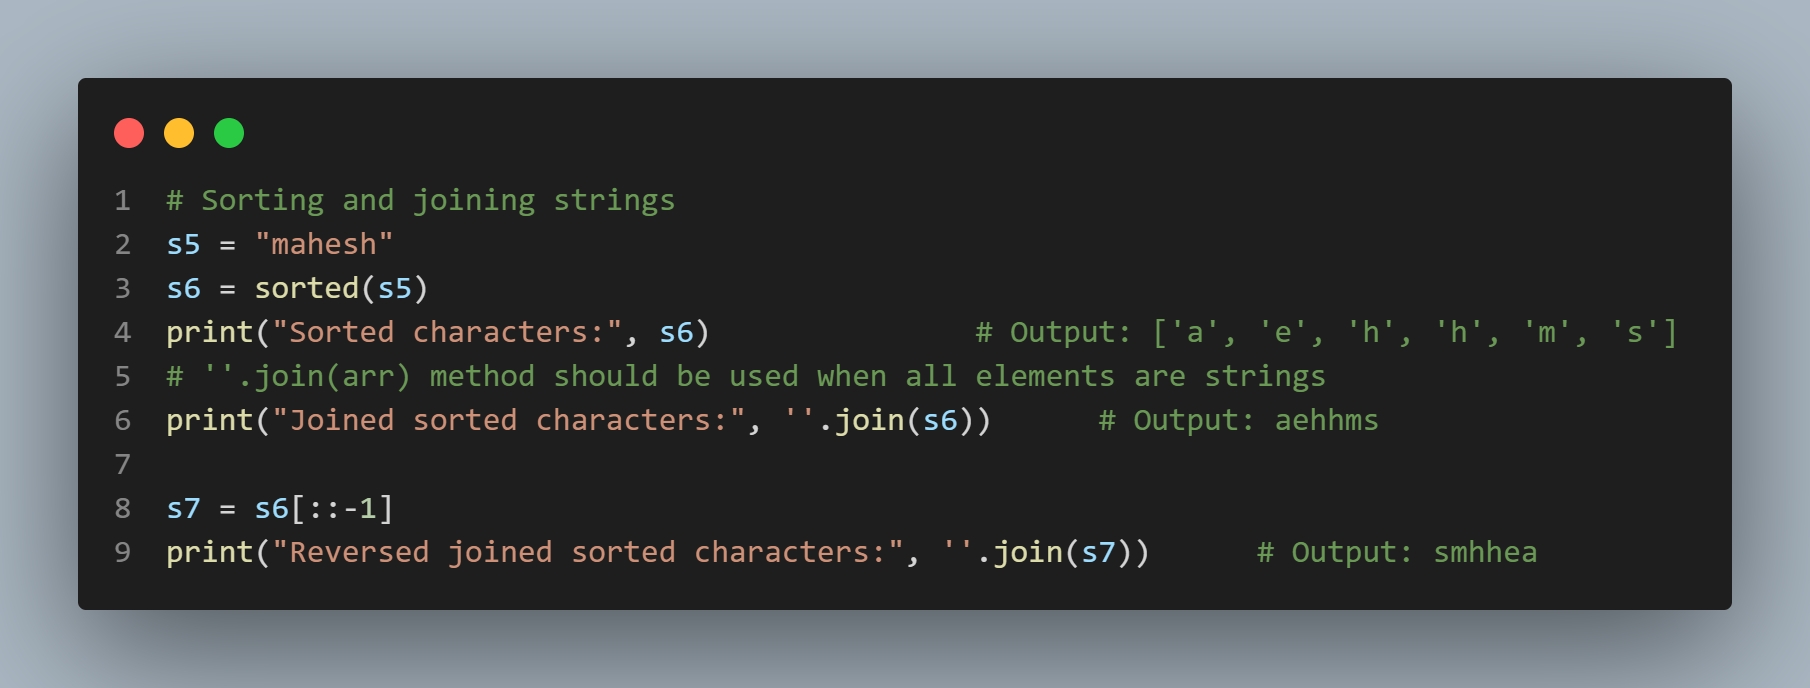 1 # Sorting and joining strings
2 s5 = "mahesh"
3 s6 = sorted(s5)
4 print("Sorted characters:", s6)               # Output: ['a', 'e', 'h', 'h', 'm', 's']
5 # ''.join(arr) method should be used when all elements are strings
6 print("Joined sorted characters:", ''.join(s6))      # Output: aehhms
7
8 s7 = s6[::-1]
9 print("Reversed joined sorted characters:", ''.join(s7))      # Output: smhhea